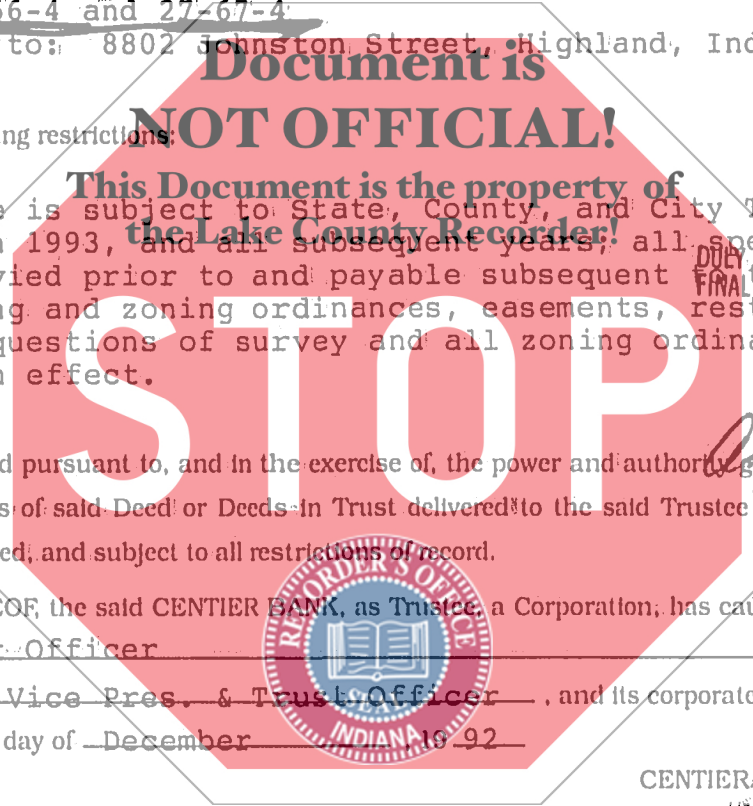 66-4 and 27-67-4
to: 8802 Johnston Street, Highland, Ind
Document is
NOT OFFICIAL!
ng restrictions:
This Document is the property of
the Lake County Recorder!
e is subject to State, County, and City T
n 1993, and all subsequent years; all spe
DULY
vied prior to and payable subsequent to
FINAL
ng and zoning ordinances, easements, rest
questions of survey and all zoning ordina
n effect.
STOP
d pursuant to, and in the exercise of, the power and authority g
s of said Deed or Deeds in Trust delivered to the said Trustee
ed, and subject to all restrictions of record.
RECORDER'S OFFICE
EOF, the said CENTIER BANK, as Trustee, a Corporation, has cau
r Officer
Vice Pres. & Trust Officer , and its corporate
SEAL
INDIANA
day of December , 19 92
CENTIER